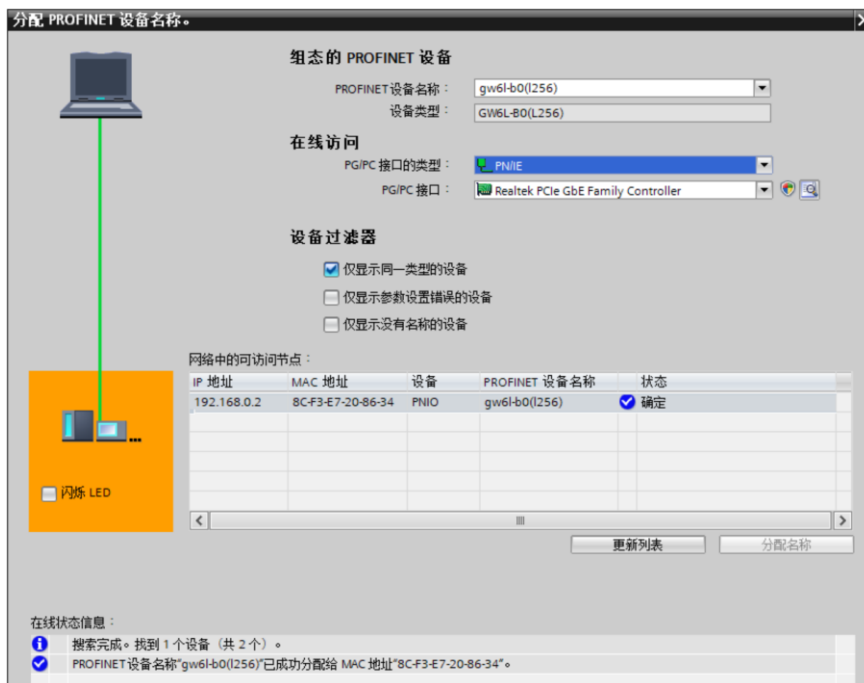 分配 PROFINET 设备名称。
组态的 PROFINET 设备
PROFINET设备名称：
gw6l-b0(l256)
设备类型：
GW6L-B0(L256)
在线访问
PG/PC 接口的类型：
PN/IE
PG/PC 接口：
Realtek PCIe GbE Family Controller
设备过滤器
仅显示同一类型的设备
仅显示参数设置错误的设备
仅显示没有名称的设备
网络中的可访问节点：
IP 地址 MAC 地址 设备 PROFINET 设备名称 状态
192.168.0.2 8C-F3-E7-20-86-34 PNIO gw6l-b0(l256) 确定
闪烁 LED
更新列表 分配名称
在线状态信息：
搜索完成。找到 1 个设备（共 2 个）。
PROFINET设备名称"gw6l-b0(l256)"已成功分配给 MAC 地址"8C-F3-E7-20-86-34"。